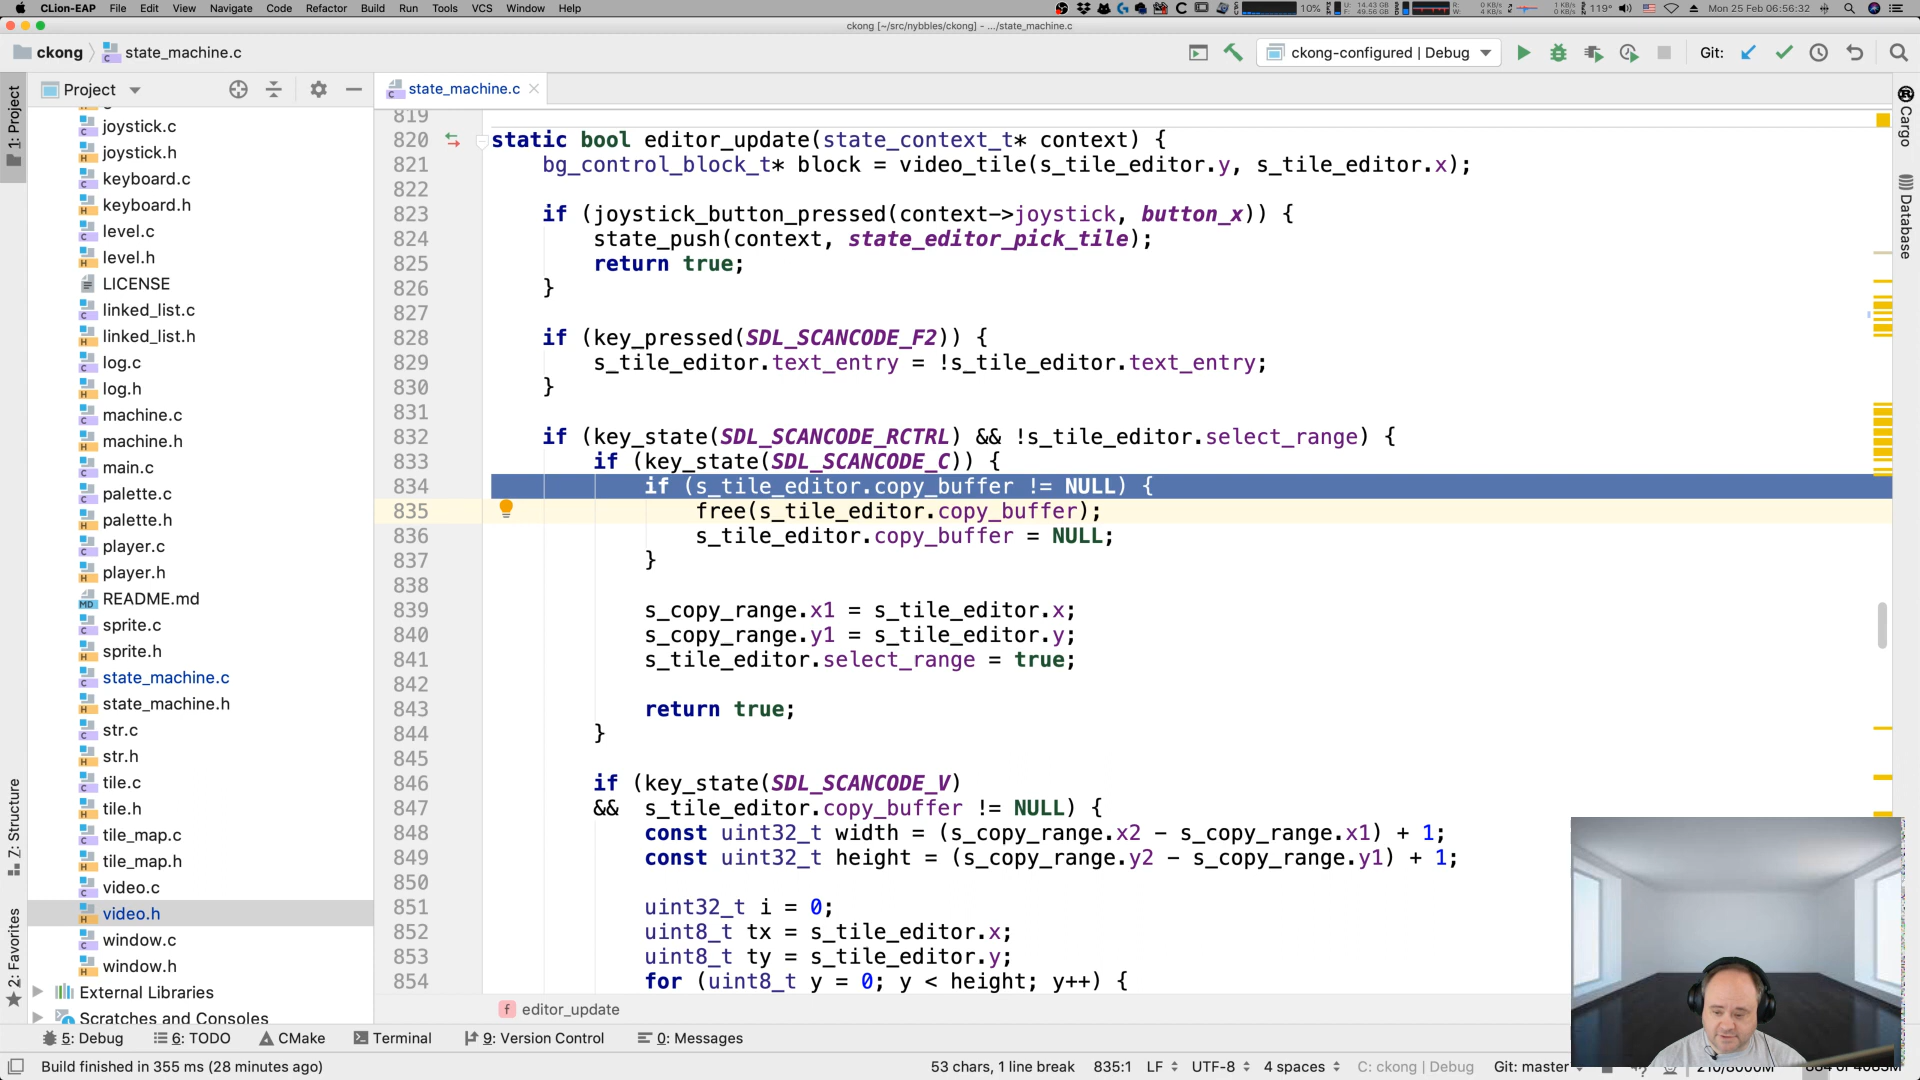 CLion-EAP File Edit View Navigate Code Refactor Build Run Tools VCS Window Help
10% 119° Mon 25 Feb 06:56:32
ckong [~/src/nybbles/ckong] - .../state_machine.c
ckong state_machine.c
ckong-configured | Debug Git:
1: Project
Project
state_machine.c
joystick.c
joystick.h
keyboard.c
keyboard.h
level.c
level.h
LICENSE
linked_list.c
linked_list.h
log.c
log.h
machine.c
machine.h
main.c
palette.c
palette.h
player.c
player.h
README.md
sprite.c
sprite.h
state_machine.c
state_machine.h
str.c
str.h
tile.c
tile.h
tile_map.c
tile_map.h
video.c
video.h
window.c
window.h
External Libraries
Scratches and Consoles
Z: Structure
2: Favorites
819
820 static bool editor_update(state_context_t* context) {
821 bg_control_block_t* block = video_tile(s_tile_editor.y, s_tile_editor.x);
822
823 if (joystick_button_pressed(context->joystick, button_x)) {
824 state_push(context, state_editor_pick_tile);
825 return true;
826 }
827
828 if (key_pressed(SDL_SCANCODE_F2)) {
829 s_tile_editor.text_entry = !s_tile_editor.text_entry;
830 }
831
832 if (key_state(SDL_SCANCODE_RCTRL) && !s_tile_editor.select_range) {
833 if (key_state(SDL_SCANCODE_C)) {
834 if (s_tile_editor.copy_buffer != NULL) {
835 free(s_tile_editor.copy_buffer);
836 s_tile_editor.copy_buffer = NULL;
837 }
838
839 s_copy_range.x1 = s_tile_editor.x;
840 s_copy_range.y1 = s_tile_editor.y;
841 s_tile_editor.select_range = true;
842
843 return true;
844 }
845
846 if (key_state(SDL_SCANCODE_V)
847 && s_tile_editor.copy_buffer != NULL) {
848 const uint32_t width = (s_copy_range.x2 - s_copy_range.x1) + 1;
849 const uint32_t height = (s_copy_range.y2 - s_copy_range.y1) + 1;
850
851 uint32_t i = 0;
852 uint8_t tx = s_tile_editor.x;
853 uint8_t ty = s_tile_editor.y;
854 for (uint8_t y = 0; y < height; y++) {
f editor_update
Cargo
Database
5: Debug 6: TODO CMake Terminal 9: Version Control 0: Messages
Build finished in 355 ms (28 minutes ago) 53 chars, 1 line break 835:1 LF UTF-8 4 spaces C: ckong | Debug Git: master